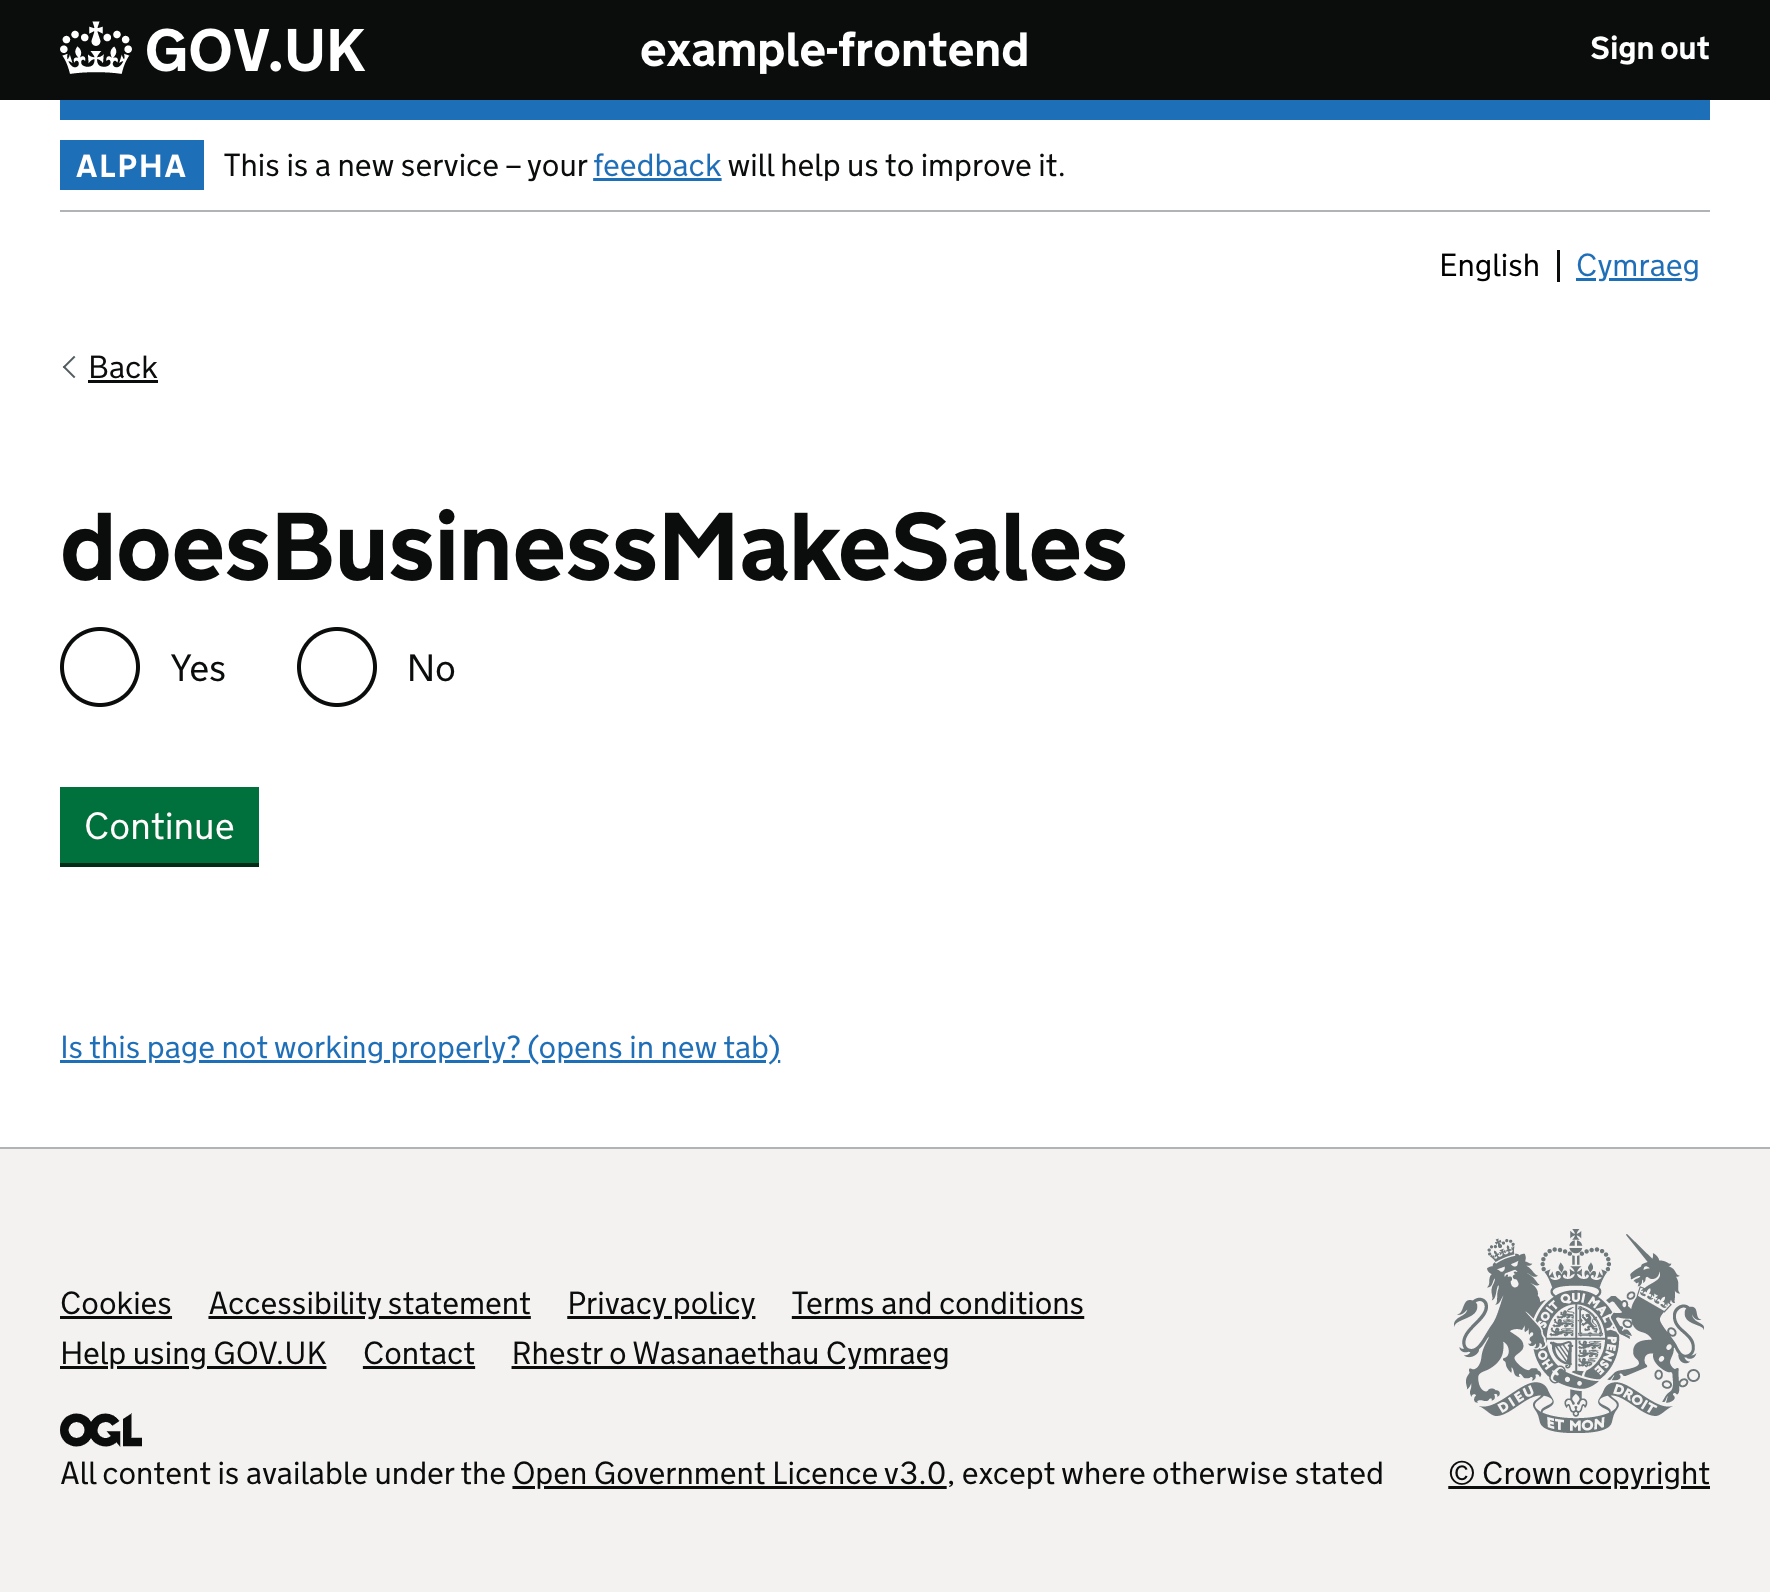 GOV.UK example-frontend Sign out
ALPHA This is a new service – your feedback will help us to improve it.
English | Cymraeg
Back
doesBusinessMakeSales
Yes No
Continue
Is this page not working properly? (opens in new tab)
Cookies Accessibility statement Privacy policy Terms and conditions
Help using GOV.UK Contact Rhestr o Wasanaethau Cymraeg
OGL
All content is available under the Open Government Licence v3.0, except where otherwise stated
DIEU ET MON DROIT
© Crown copyright